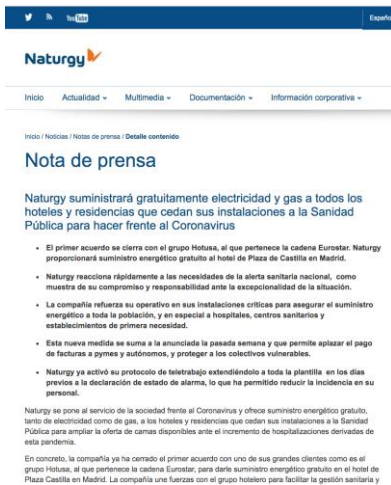 You Tube
Español
Naturgy
Inicio Actualidad Multimedia Documentación Información corporativa
Inicio / Noticias / Notas de prensa / Detalle contenido
Nota de prensa
Naturgy suministrará gratuitamente electricidad y gas a todos los
hoteles y residencias que cedan sus instalaciones a la Sanidad
Pública para hacer frente al Coronavirus
• El primer acuerdo se cierra con el grupo Hotusa, al que pertenece la cadena Eurostar. Naturgy
proporcionará suministro energético gratuito al hotel de Plaza de Castilla en Madrid.
• Naturgy reacciona rápidamente a las necesidades de la alerta sanitaria nacional, como
muestra de su compromiso y responsabilidad ante la excepcionalidad de la situación.
• La compañía refuerza su operativo en sus instalaciones críticas para asegurar el suministro
energético a toda la población, y en especial a hospitales, centros sanitarios y
establecimientos de primera necesidad.
• Esta nueva medida se suma a la anunciada la pasada semana y que permite aplazar el pago
de facturas a pymes y autónomos, y proteger a los colectivos vulnerables.
• Naturgy ya activó su protocolo de teletrabajo extendiéndolo a toda la plantilla en los días
previos a la declaración de estado de alarma, lo que ha permitido reducir la incidencia en su
personal.
Naturgy se pone al servicio de la sociedad frente al Coronavirus y ofrece suministro energético gratuito,
tanto de electricidad como de gas, a los hoteles y residencias que cedan sus instalaciones a la Sanidad
Pública para ampliar la oferta de camas disponibles ante el incremento de hospitalizaciones derivadas de
esta pandemia.
En concreto, la compañía ya ha cerrado el primer acuerdo con uno de sus grandes clientes como es el
grupo Hotusa, al que pertenece la cadena Eurostar, para darle suministro energético gratuito en el hotel de
Plaza Castilla en Madrid. La compañía une fuerzas con el grupo hotelero para facilitar la gestión sanitaria y